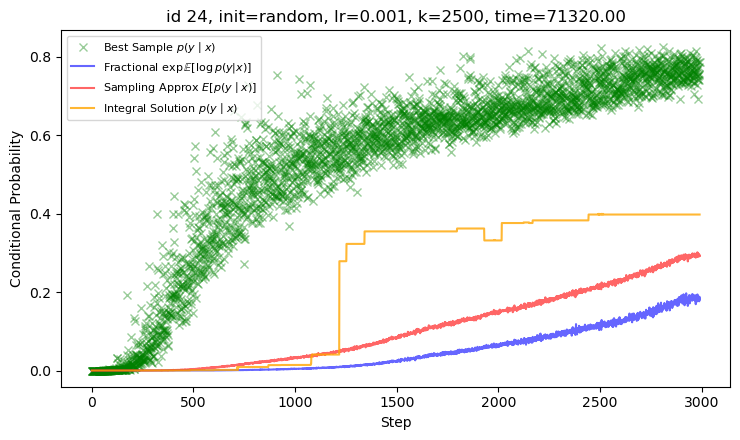 id 24, init=random, lr=0.001, k=2500, time=71320.00
Best Sample p(y | x)
Fractional exp𝔼[log p(y|x)]
Sampling Approx E[p(y | x)]
Integral Solution p(y | x)
Conditional Probability
0.8
0.6
0.4
0.2
0.0
0 500 1000 1500 2000 2500 3000
Step